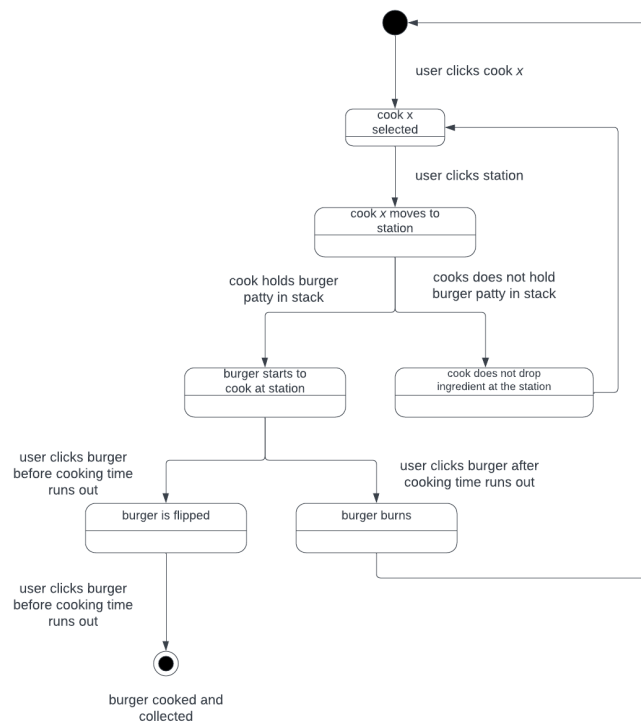 user clicks cook x
cook x
selected
user clicks station
cook x moves to
station
cook holds burger
patty in stack
cooks does not hold
burger patty in stack
burger starts to
cook at station
cook does not drop
ingredient at the station
user clicks burger
before cooking time
runs out
user clicks burger after
cooking time runs out
burger is flipped
burger burns
user clicks burger
before cooking time
runs out
burger cooked and
collected